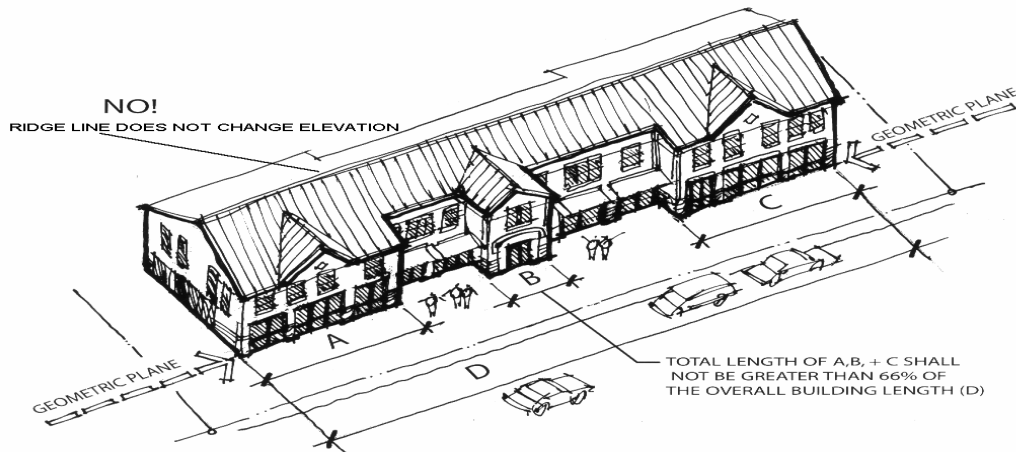 NO!
RIDGE LINE DOES NOT CHANGE ELEVATION
GEOMETRIC PLANE
C
B
A
D
TOTAL LENGTH OF A,B, + C SHALL
NOT BE GREATER THAN 66% OF
THE OVERALL BUILDING LENGTH (D)
GEOMETRIC PLANE